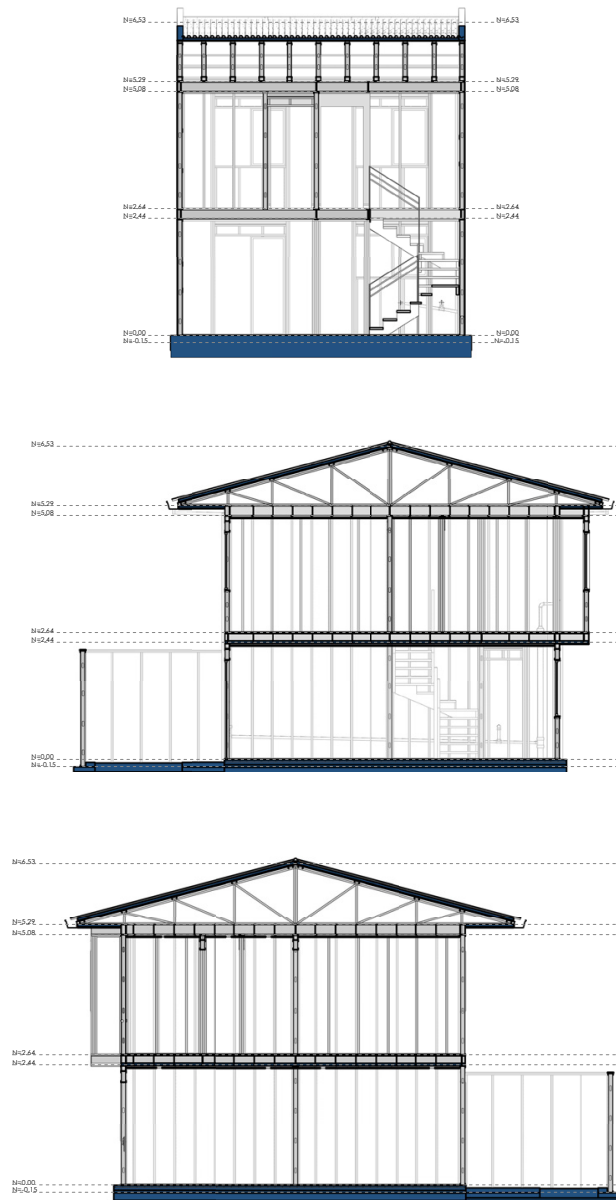 N=6,53 N=6,53
N=5,29 N=5,29
N=5,08 N=5,08
N=2,64 N=2,64
N=2,44 N=2,44
N=0,00 N=0,00
N=-0,15 N=-0,15
N=6,53
N=5,29
N=5,08
N=2,64
N=2,44
N=0,00
N=-0,15
N=6,53
N=5,29
N=5,08
N=2,64
N=2,44
N=0,00
N=-0,15